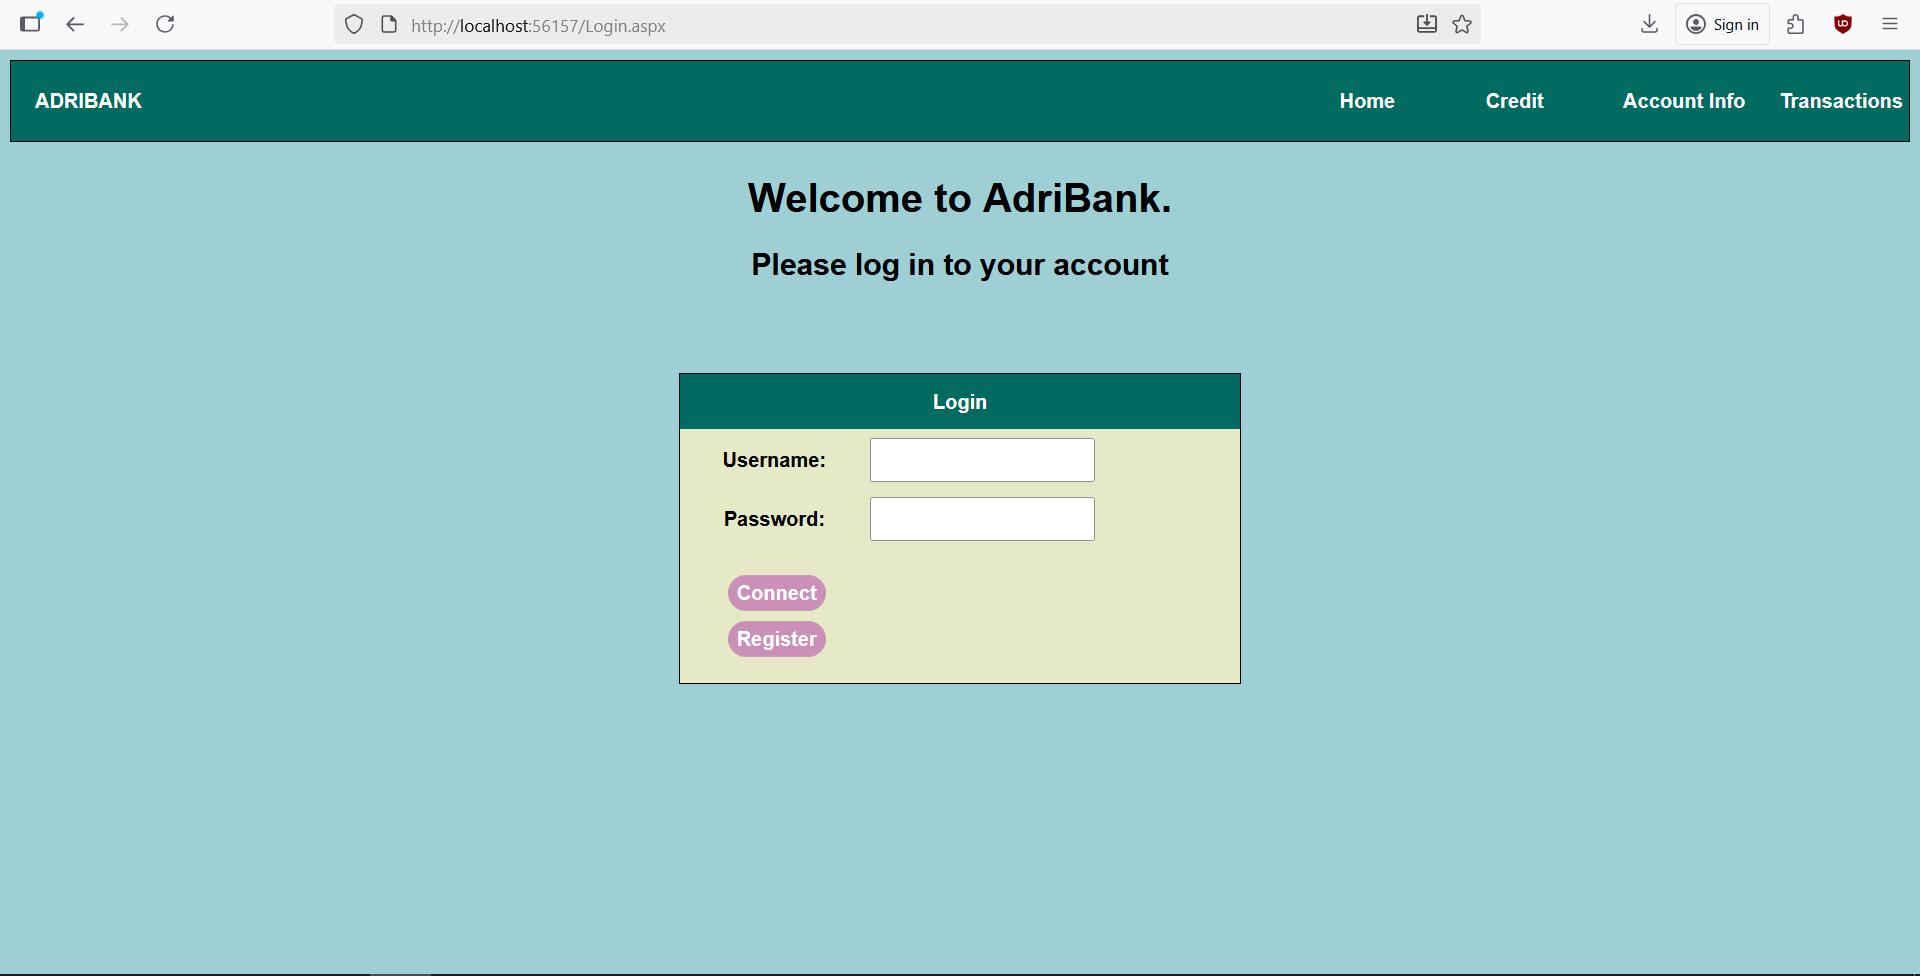 http://localhost:56157/Login.aspx
Sign in
ADRIBANK Home Credit Account Info Transactions
Welcome to AdriBank.
Please log in to your account
Login
Username:
Password:
Connect
Register